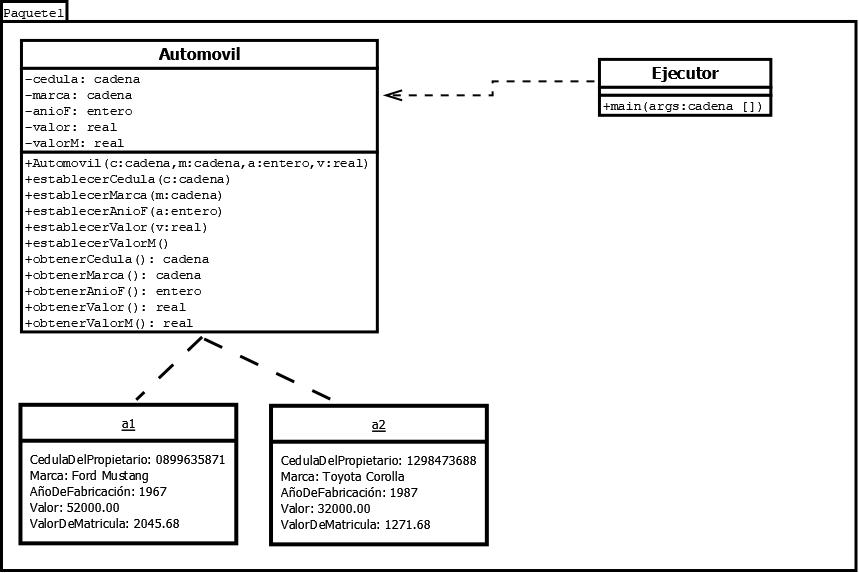 Paquete1
Automovil
-cedula: cadena
-marca: cadena
-anioF: entero
-valor: real
-valorM: real
+Automovil(c:cadena,m:cadena,a:entero,v:real)
+establecerCedula(c:cadena)
+establecerMarca(m:cadena)
+establecerAnioF(a:entero)
+establecerValor(v:real)
+establecerValorM()
+obtenerCedula(): cadena
+obtenerMarca(): cadena
+obtenerAnioF(): entero
+obtenerValor(): real
+obtenerValorM(): real
Ejecutor
+main(args:cadena [])
a1
CedulaDelPropietario: 0899635871
Marca: Ford Mustang
AñoDeFabricación: 1967
Valor: 52000.00
ValorDeMatricula: 2045.68
a2
CedulaDelPropietario: 1298473688
Marca: Toyota Corolla
AñoDeFabricación: 1987
Valor: 32000.00
ValorDeMatricula: 1271.68